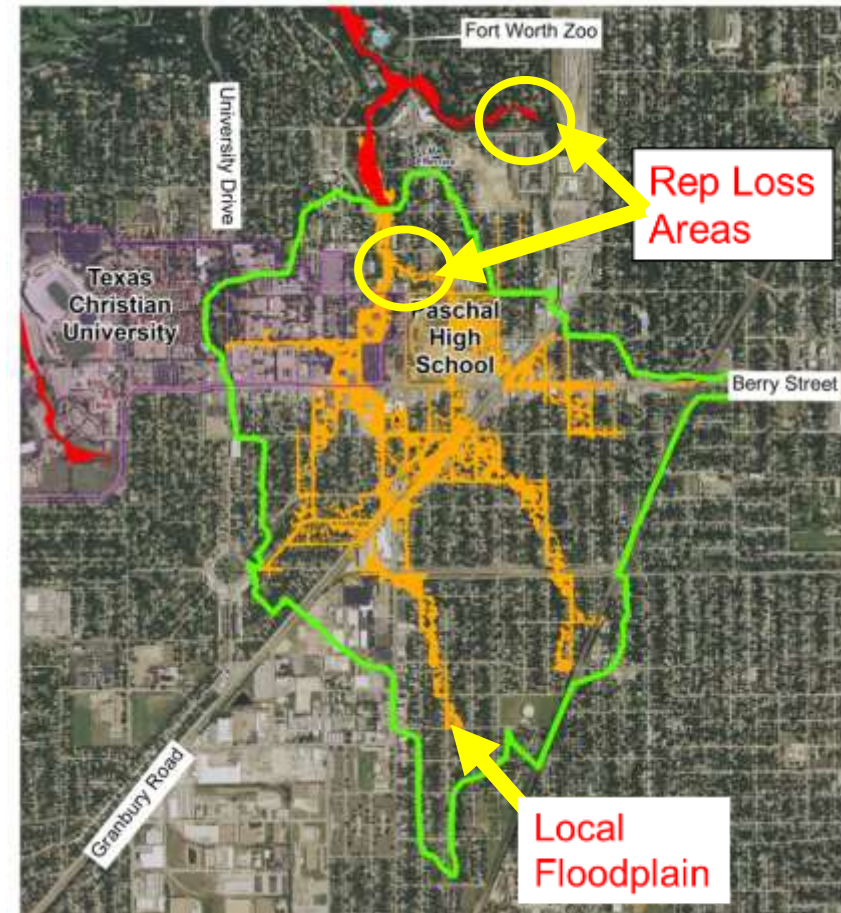 Fort Worth Zoo
University Drive
Rep Loss
Areas
Texas
Christian
University
Paschal
High
School
Berry Street
Granbury Road
Local
Floodplain